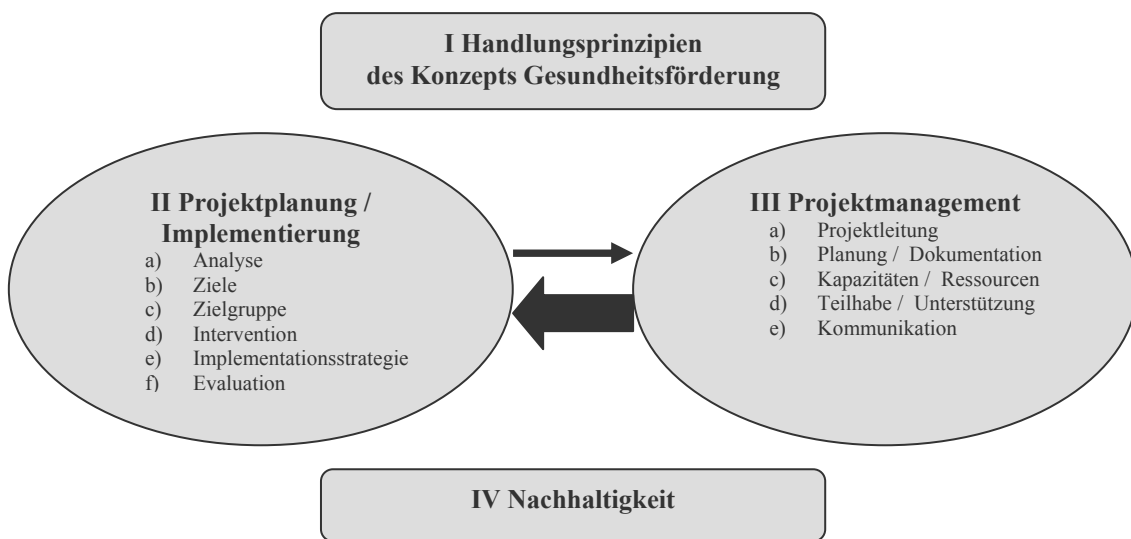 I Handlungsprinzipien
des Konzepts Gesundheitsförderung
II Projektplanung /
Implementierung
a) Analyse
b) Ziele
c) Zielgruppe
d) Intervention
e) Implementationsstrategie
f) Evaluation
III Projektmanagement
a) Projektleitung
b) Planung / Dokumentation
c) Kapazitäten / Ressourcen
d) Teilhabe / Unterstützung
e) Kommunikation
IV Nachhaltigkeit